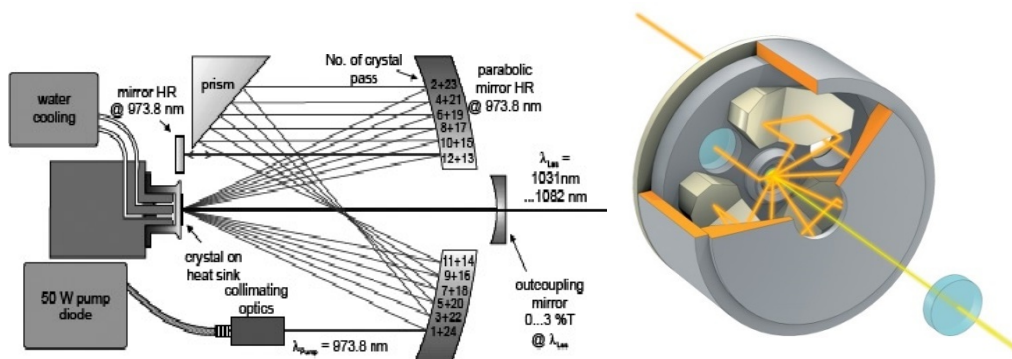 water
cooling
mirror HR
@ 973.8 nm
prism
No. of crystal
pass
parabolic
mirror HR
@ 973.8 nm
2+23
4+21
6+19
8+17
10+15
12+13
λLas =
1031nm
...1082 nm
crystal on
heat sink
50 W pump
diode
collimating
optics
λPump = 973.8 nm
11+14
9+16
7+18
5+20
3+22
1+24
outcoupling
mirror
0...3 %T
@ λLas